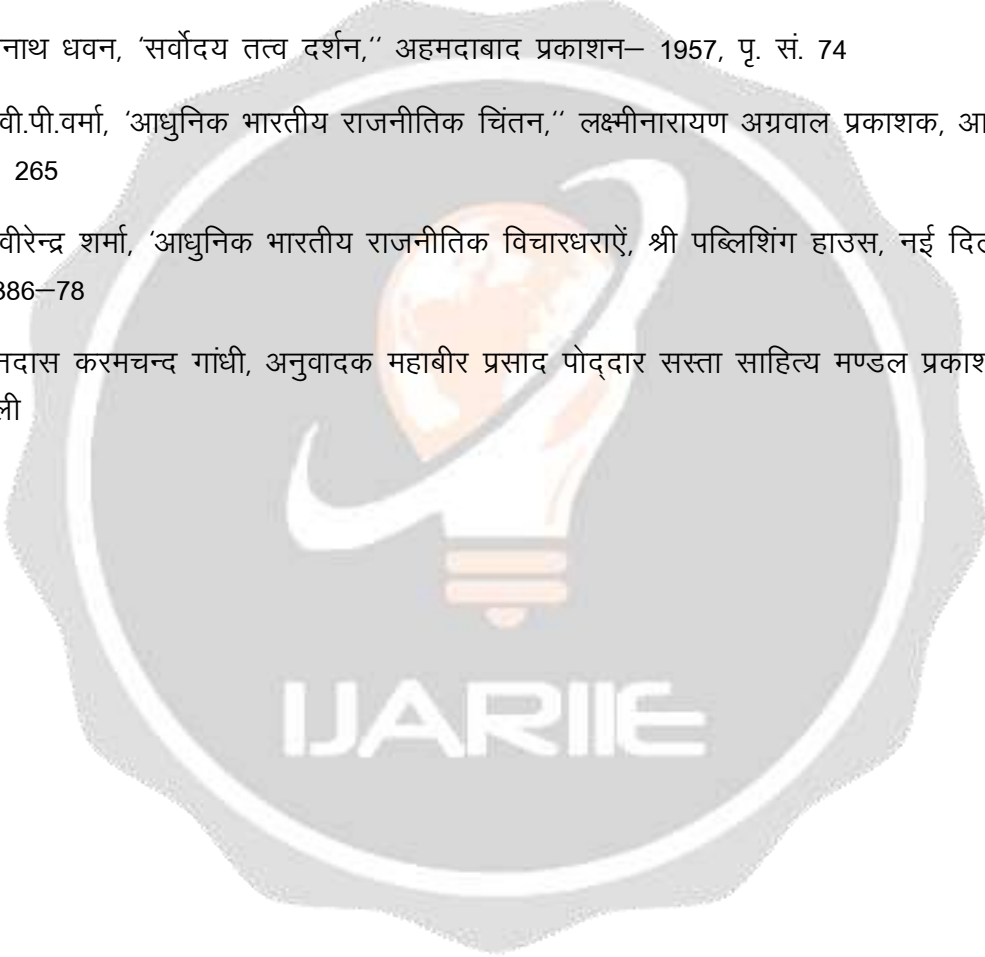 नाथ धवन, 'सर्वोदय तत्व दर्शन,'' अहमदाबाद प्रकाशन– 1957, पृ. सं. 74
वी.पी.वर्मा, 'आधुनिक भारतीय राजनीतिक चिंतन,'' लक्ष्मीनारायण अग्रवाल प्रकाशक, आ
265
वीरेन्द्र शर्मा, 'आधुनिक भारतीय राजनीतिक विचारधराऐं, श्री पब्लिशिंग हाउस, नई दिल
386–78
नदास करमचन्द गांधी, अनुवादक महाबीर प्रसाद पोद्दार सस्ता साहित्य मण्डल प्रकाश
ली
IJARIIE